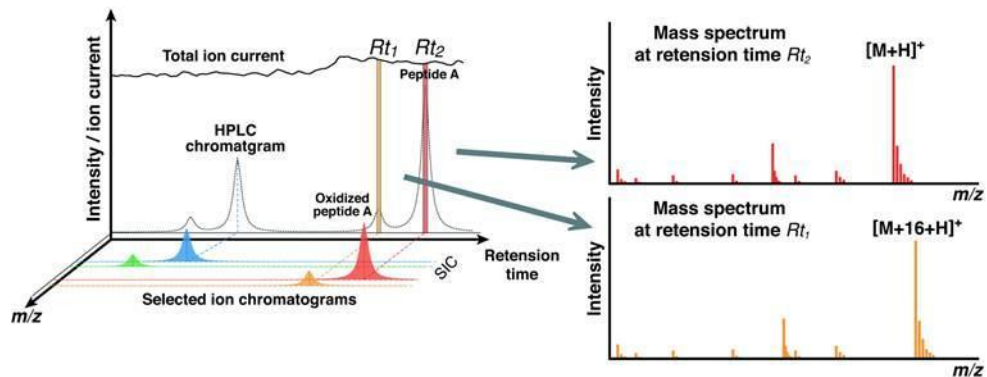 Intensity / ion current
Total ion current
Rt1
Rt2
Peptide A
HPLC
chromatgram
Oxidized
peptide A
Retension
time
SIC
Selected ion chromatograms
m/z
Mass spectrum
at retension time Rt2
[M+H]+
Intensity
m/z
Mass spectrum
at retension time Rt1
[M+16+H]+
Intensity
m/z